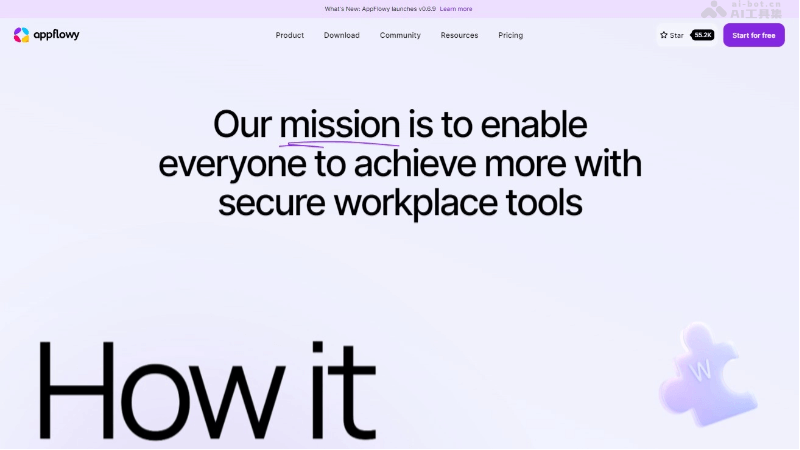 What's New: AppFlowy launches v0.6.9 Learn more
ai-bot.cn
AI工具集
appflowy
Product Download Community Resources Pricing
Star 55.2K
Start for free
Our mission is to enable
everyone to achieve more with
secure workplace tools
How it
W